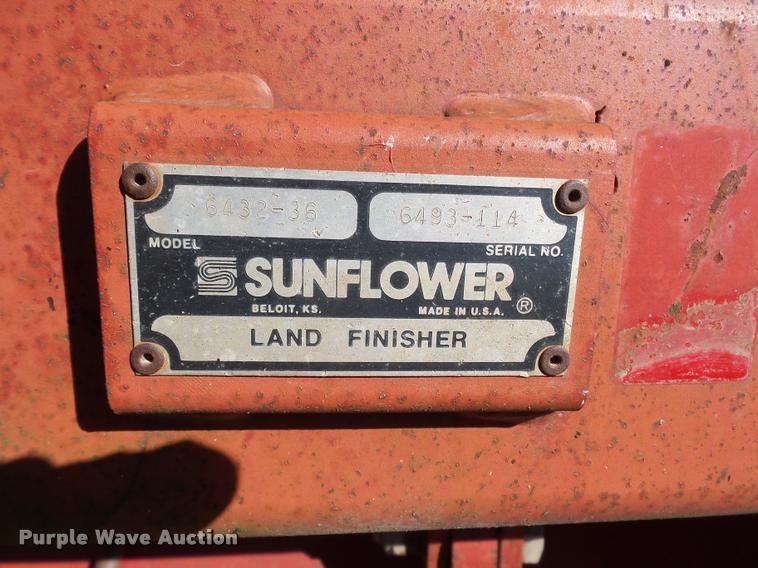 6432-36 6493-114
MODEL SERIAL NO.
SUNFLOWER
BELOIT, KS. MADE IN U.S.A. ®
LAND FINISHER
Purple Wave Auction